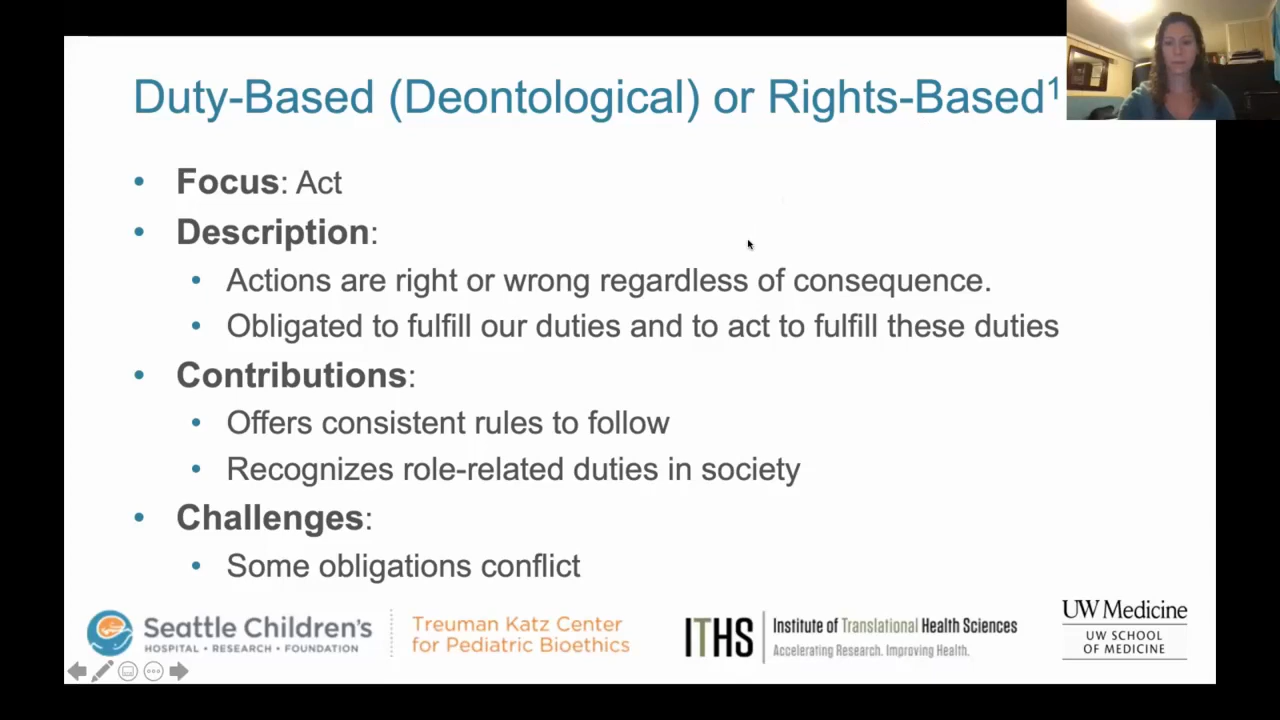 Duty-Based (Deontological) or Rights-Based1
• Focus: Act
• Description:
• Actions are right or wrong regardless of consequence.
• Obligated to fulfill our duties and to act to fulfill these duties
• Contributions:
• Offers consistent rules to follow
• Recognizes role-related duties in society
• Challenges:
• Some obligations conflict
Seattle Children's
HOSPITAL • RESEARCH • FOUNDATION
Treuman Katz Center
for Pediatric Bioethics
ITHS
Institute of Translational Health Sciences
Accelerating Research. Improving Health.
UW Medicine
UW SCHOOL
OF MEDICINE